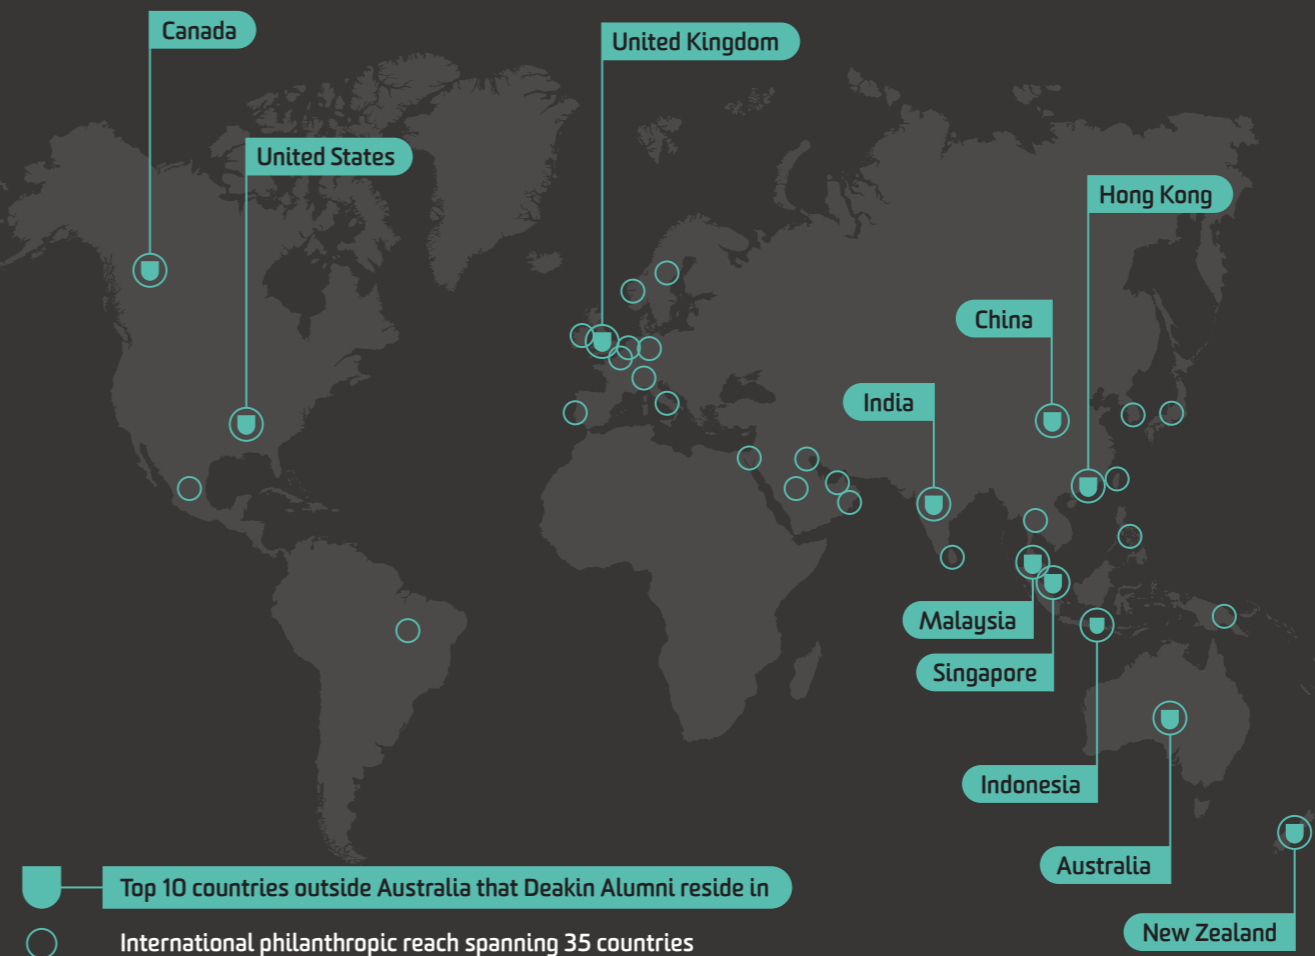 Canada
United Kingdom
United States
Hong Kong
China
India
Malaysia
Singapore
Indonesia
Australia
New Zealand
Top 10 countries outside Australia that Deakin Alumni reside in
International philanthropic reach spanning 35 countries